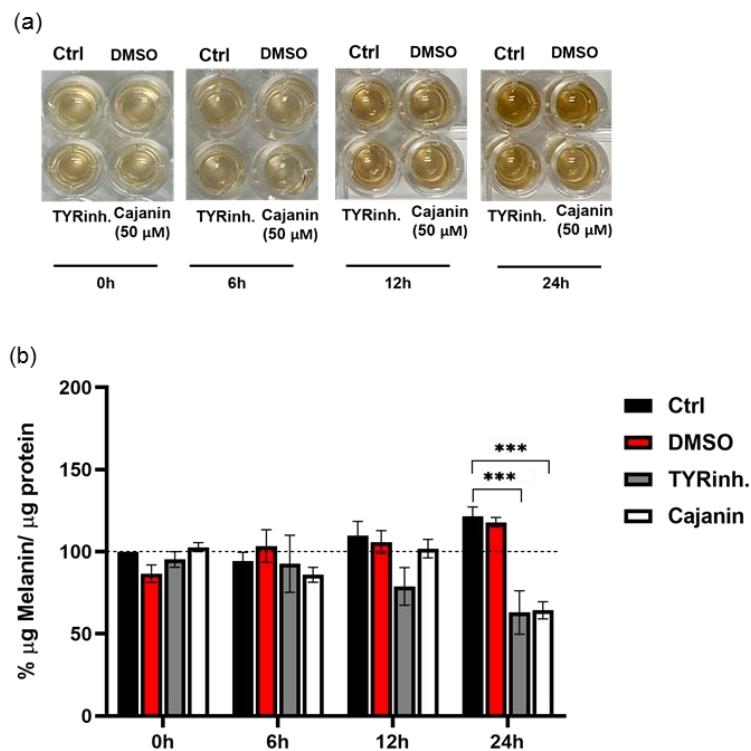 (a)
Ctrl DMSO Ctrl DMSO Ctrl DMSO Ctrl DMSO
TYRinh. Cajanin TYRinh. Cajanin TYRinh. Cajanin TYRinh. Cajanin
(50 µM) (50 µM) (50 µM) (50 µM)
0h 6h 12h 24h
(b)
% µg Melanin/ µg protein
200
150
100
50
0
0h 6h 12h 24h
***
***
Ctrl
DMSO
TYRinh.
Cajanin